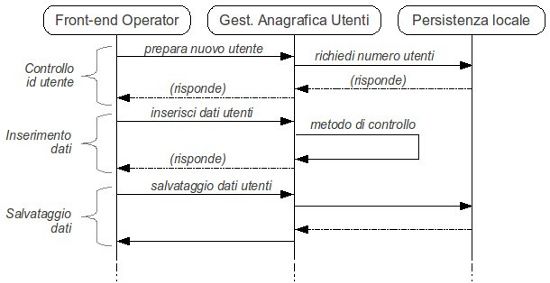 Front-end Operator
Gest. Anagrafica Utenti
Persistenza locale
prepara nuovo utente
richiedi numero utenti
Controllo
id utente
(risponde)
(risponde)
inserisci dati utenti
metodo di controllo
Inserimento
dati
(risponde)
salvataggio dati utenti
Salvataggio
dati